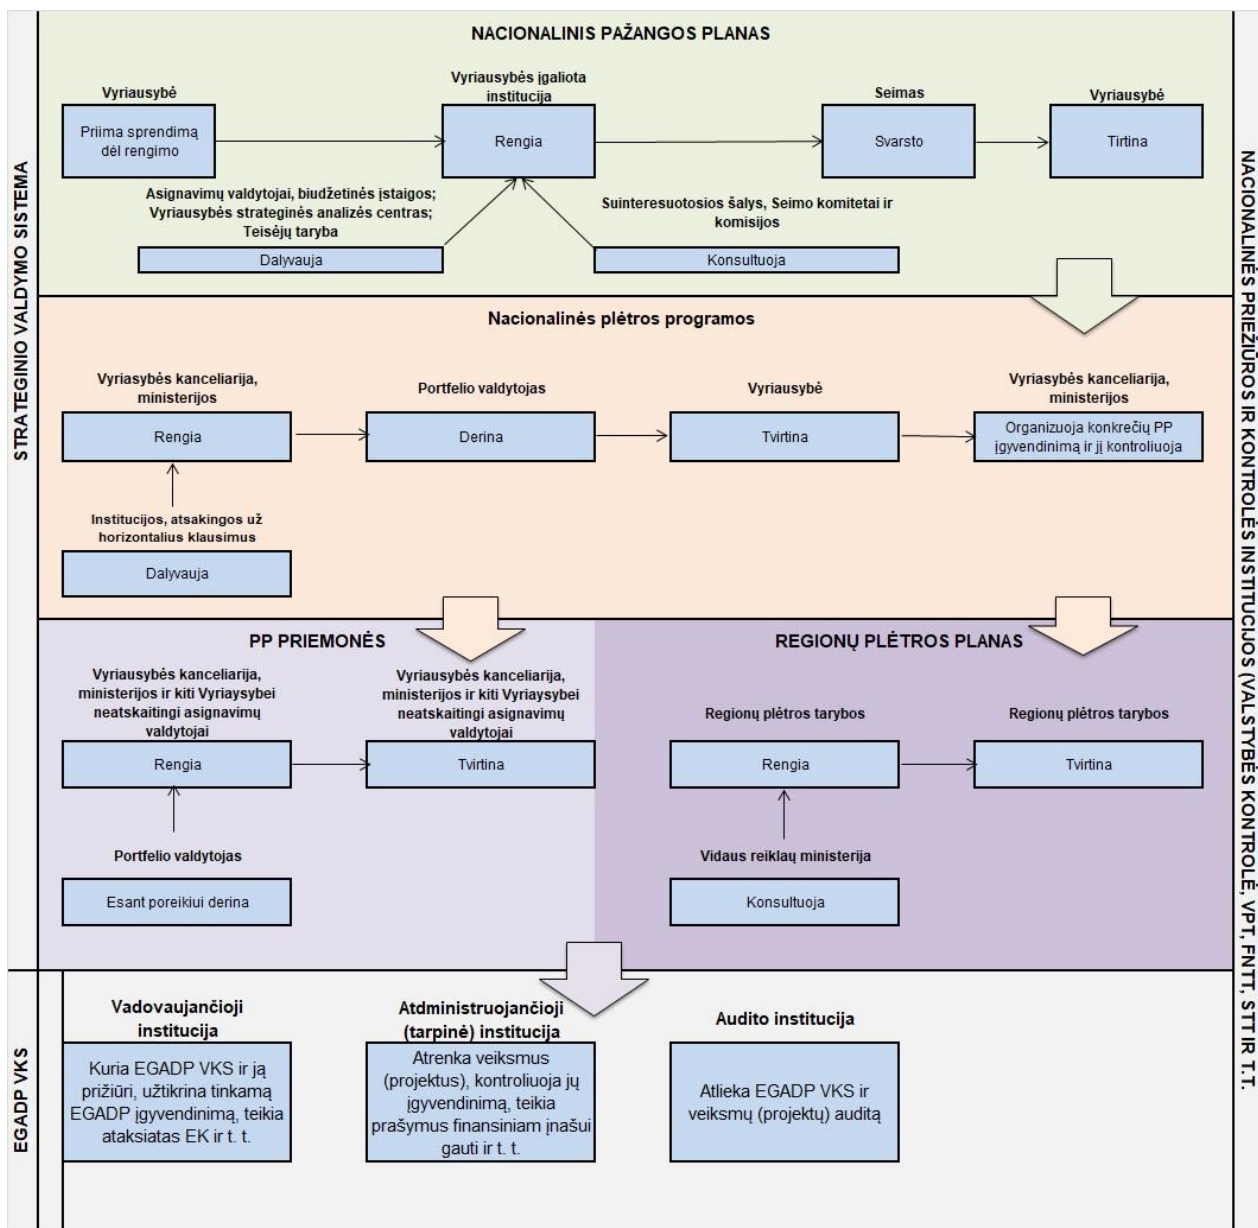 STRATEGINIO VALDYMO SISTEMA
NACIONALINIS PAŽANGOS PLANAS
Vyriausybė
Priima sprendimą
dėl rengimo
Vyriausybės įgaliota
institucija
Rengia
Seimas
Svarsto
Vyriausybė
Tirtina
Asignavimų valdytojai, biudžetinės įstaigos;
Vyriausybės strateginės analizės centras;
Teisėjų taryba
Dalyvauja
Suinteresuotosios šalys, Seimo komitetai ir
komisijos
Konsultuoja
Nacionalinės plėtros programos
Vyriasybės kanceliarija,
ministerijos
Rengia
Portfelio valdytojas
Derina
Vyriausybė
Tvirtina
Vyriasybės kanceliarija,
ministerijos
Organizuoja konkrečių PP
įgyvendinimą ir jį kontroliuoja
Institucijos, atsakingos už
horizontalius klausimus
Dalyvauja
PP PRIEMONĖS
Vyriausybės kanceliarija,
ministerijos ir kiti Vyriaysybei
neatskaitingi asignavimų
valdytojai
Rengia
Vyriausybės kanceliarija,
ministerijos ir kiti Vyriaysybei
neatskaitingi asignavimų
valdytojai
Tvirtina
Portfelio valdytojas
Esant poreikiui derina
REGIONŲ PLĖTROS PLANAS
Regionų plėtros tarybos
Rengia
Regionų plėtros tarybos
Tvirtina
Vidaus reiklaų ministerija
Konsultuoja
EGADP VKS
Vadovaujančioji
institucija
Kuria EGADP VKS ir ją
prižiūri, užtikrina tinkamą
EGADP įgyvendinimą, teikia
ataksiatas EK ir t. t.
Atdministruojančioji
(tarpinė) institucija
Atrenka veiksmus
(projektus), kontroliuoja jų
įgyvendinimą, teikia
prašymus finansiniam įnašui
gauti ir t. t.
Audito institucija
Atlieka EGADP VKS ir
veiksmų (projektų) auditą
NACIONALINĖS PRIEŽIŪROS IR KONTROLĖS INSTITUCIJOS (VALSTYBĖS KONTROLĖ, VPT, FNTT, STT IR T.T.